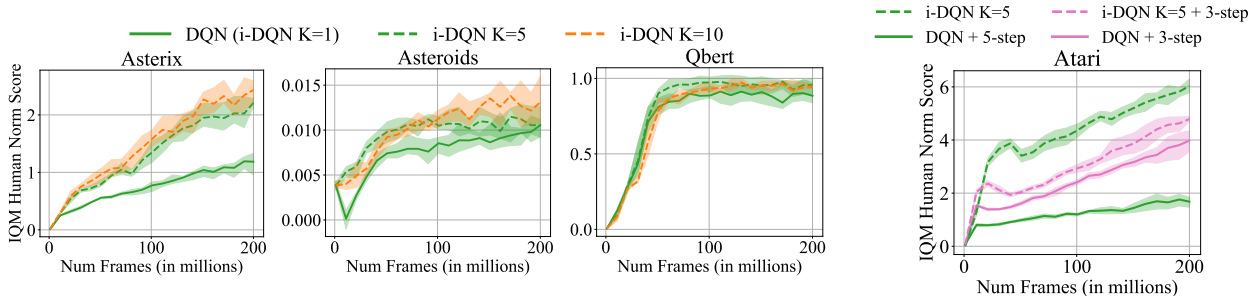 DQN (i-DQN K=1) i-DQN K=5 i-DQN K=10
Asterix
IQM Human Norm Score
2
1
0
0 100 200
Num Frames (in millions)
Asteroids
0.015
0.010
0.005
0.000
0 100 200
Num Frames (in millions)
Qbert
1.0
0.5
0.0
0 100 200
Num Frames (in millions)
i-DQN K=5 i-DQN K=5 + 3-step
DQN + 5-step DQN + 3-step
Atari
IQM Human Norm Score
6
4
2
0
0 100 200
Num Frames (in millions)